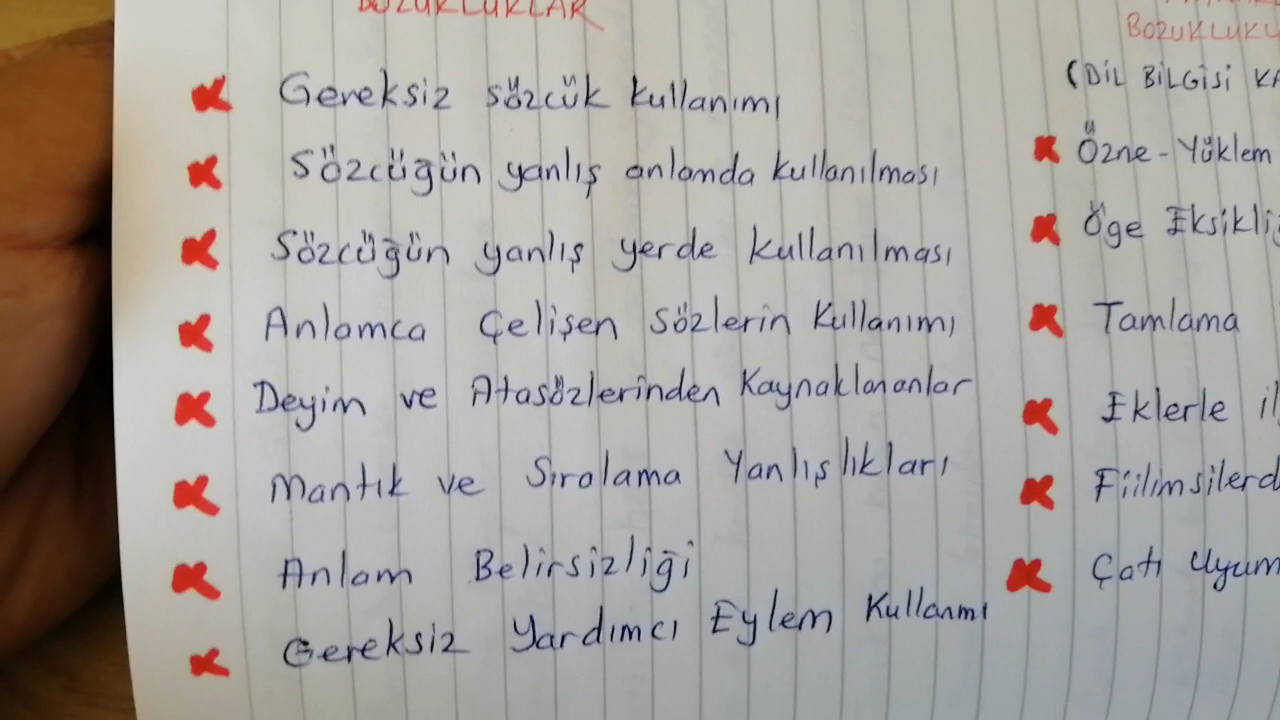 BOZUKLUKLAR
Gereksiz sözcük kullanımı
Sözcüğün yanlış anlamda kullanılması
Sözcüğün yanlış yerde kullanılması
Anlamca Çelişen Sözlerin Kullanımı
Deyim ve Atasözlerinden Kaynaklananlar
Mantık ve Sıralama Yanlışlıkları
Anlam Belirsizliği
Gereksiz Yardımcı Eylem Kullanmı
(DİL BİLGİSİ
Özne-Yüklem
Öge
Tamlama
Eklerle
Çatı